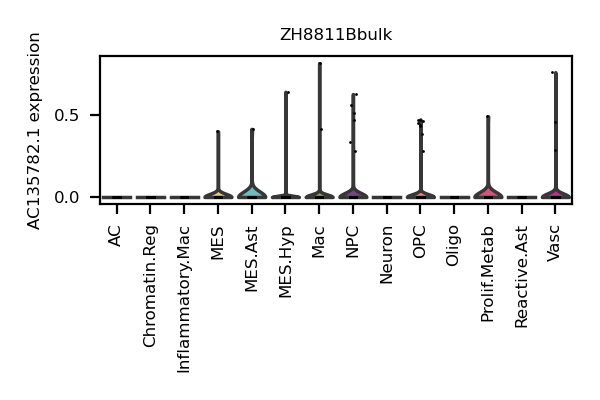 ZH8811Bbulk
AC135782.1 expression
0.5
0.0
AC
Chromatin.Reg
Inflammatory.Mac
MES
MES.Ast
MES.Hyp
Mac
NPC
Neuron
OPC
Oligo
Prolif.Metab
Reactive.Ast
Vasc